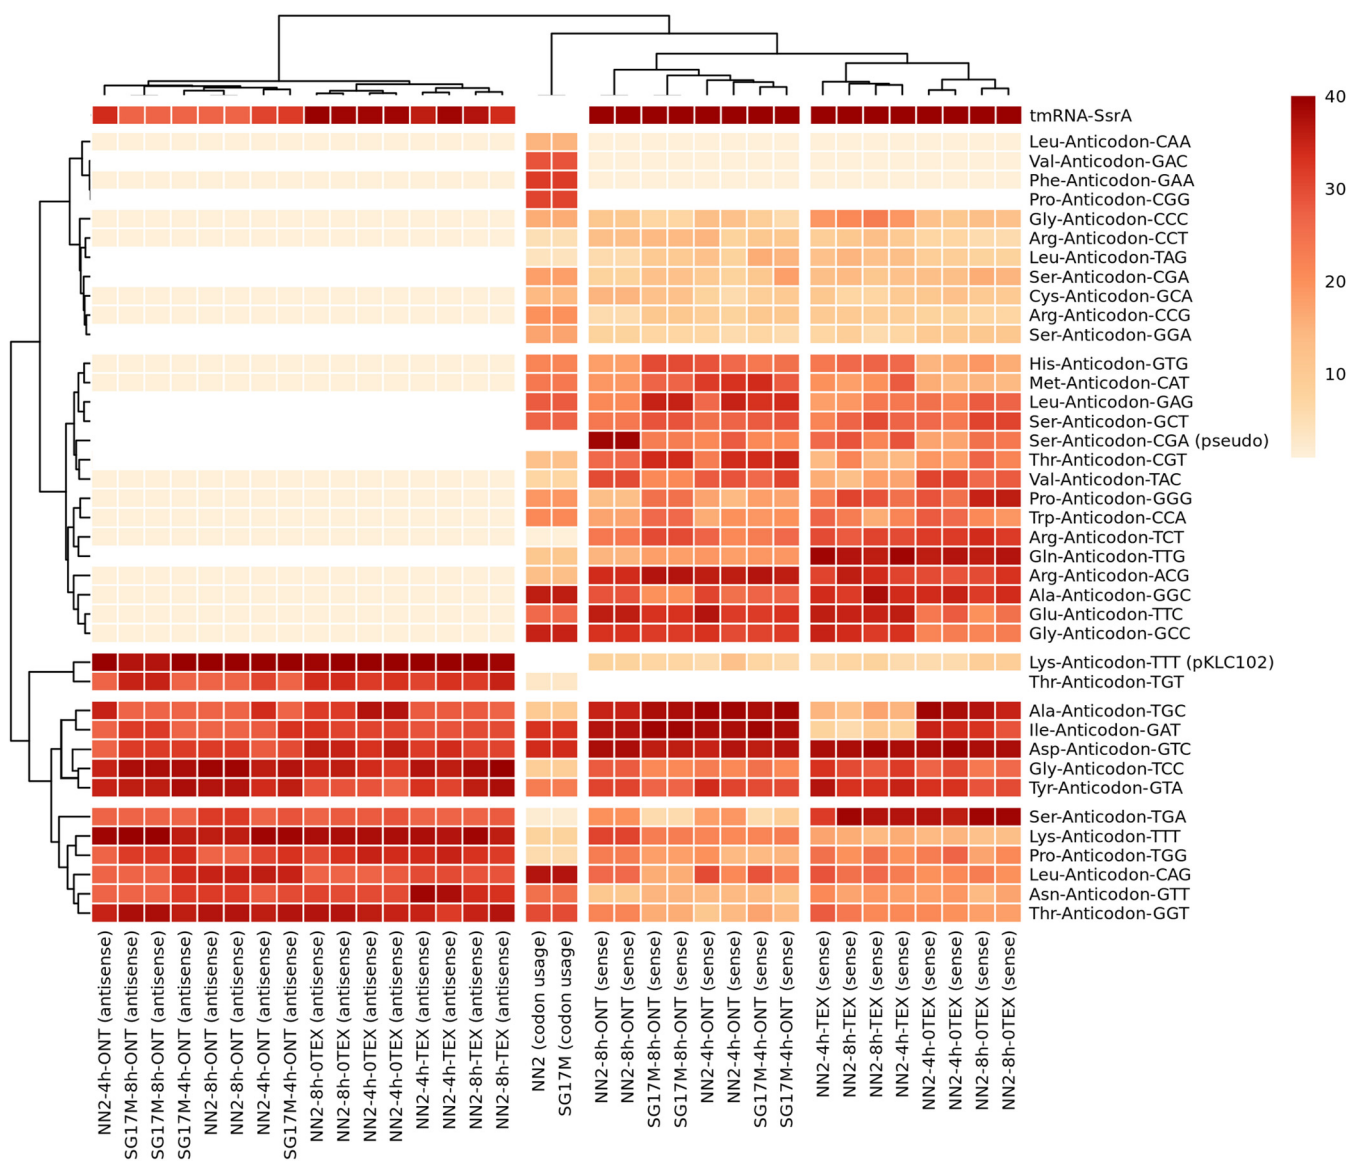 tmRNA-SsrA
Leu-Anticodon-CAA
Val-Anticodon-GAC
Phe-Anticodon-GAA
Pro-Anticodon-CGG
Gly-Anticodon-CCC
Arg-Anticodon-CCT
Leu-Anticodon-TAG
Ser-Anticodon-CGA
Cys-Anticodon-GCA
Arg-Anticodon-CCG
Ser-Anticodon-GGA
His-Anticodon-GTG
Met-Anticodon-CAT
Leu-Anticodon-GAG
Ser-Anticodon-GCT
Ser-Anticodon-CGA (pseudo)
Thr-Anticodon-CGT
Val-Anticodon-TAC
Pro-Anticodon-GGG
Trp-Anticodon-CCA
Arg-Anticodon-TCT
Gln-Anticodon-TTG
Arg-Anticodon-ACG
Ala-Anticodon-GGC
Glu-Anticodon-TTC
Gly-Anticodon-GCC
Lys-Anticodon-TTT (pKLC102)
Thr-Anticodon-TGT
Ala-Anticodon-TGC
Ile-Anticodon-GAT
Asp-Anticodon-GTC
Gly-Anticodon-TCC
Tyr-Anticodon-GTA
Ser-Anticodon-TGA
Lys-Anticodon-TTT
Pro-Anticodon-TGG
Leu-Anticodon-CAG
Asn-Anticodon-GTT
Thr-Anticodon-GGT
40
30
20
10
NN2-4h-ONT (antisense)
SG17M-8h-ONT (antisense)
SG17M-8h-ONT (antisense)
SG17M-4h-ONT (antisense)
NN2-8h-ONT (antisense)
NN2-8h-ONT (antisense)
NN2-4h-ONT (antisense)
SG17M-4h-ONT (antisense)
NN2-8h-0TEX (antisense)
NN2-8h-0TEX (antisense)
NN2-4h-0TEX (antisense)
NN2-4h-0TEX (antisense)
NN2-4h-TEX (antisense)
NN2-4h-TEX (antisense)
NN2-8h-TEX (antisense)
NN2-8h-TEX (antisense)
NN2 (codon usage)
SG17M (codon usage)
NN2-8h-ONT (sense)
NN2-8h-ONT (sense)
SG17M-8h-ONT (sense)
SG17M-8h-ONT (sense)
NN2-4h-ONT (sense)
NN2-4h-ONT (sense)
SG17M-4h-ONT (sense)
SG17M-4h-ONT (sense)
NN2-4h-TEX (sense)
NN2-8h-TEX (sense)
NN2-8h-TEX (sense)
NN2-4h-TEX (sense)
NN2-4h-0TEX (sense)
NN2-4h-0TEX (sense)
NN2-8h-0TEX (sense)
NN2-8h-0TEX (sense)